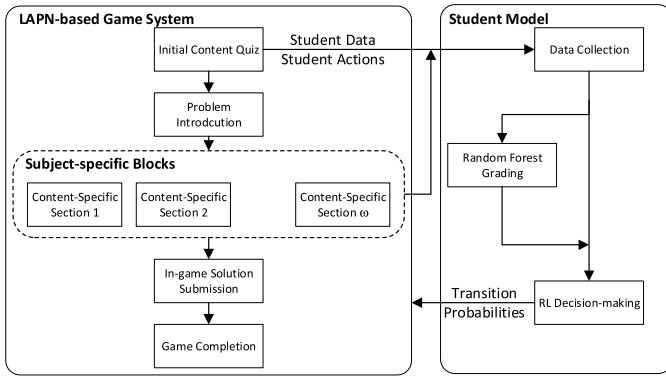 LAPN-based Game System
Initial Content Quiz
Problem
Introdcution
Subject-specific Blocks
Content-Specific
Section 1
Content-Specific
Section 2
Content-Specific
Section ω
In-game Solution
Submission
Game Completion
Student Data
Student Actions
Transition
Probabilities
Student Model
Data Collection
Random Forest
Grading
RL Decision-making